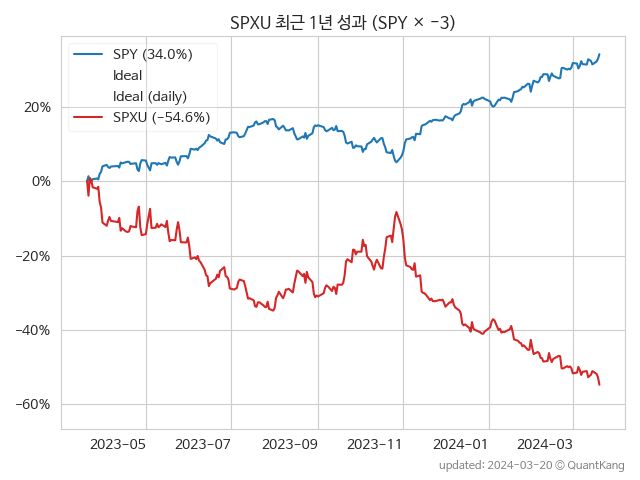 SPXU 최근 1년 성과 (SPY × −3)
SPY (34.0%)
Ideal
Ideal (daily)
SPXU (−54.6%)
20%
0%
−20%
−40%
−60%
2023-05
2023-07
2023-09
2023-11
2024-01
2024-03
updated: 2024-03-20 © QuantKang